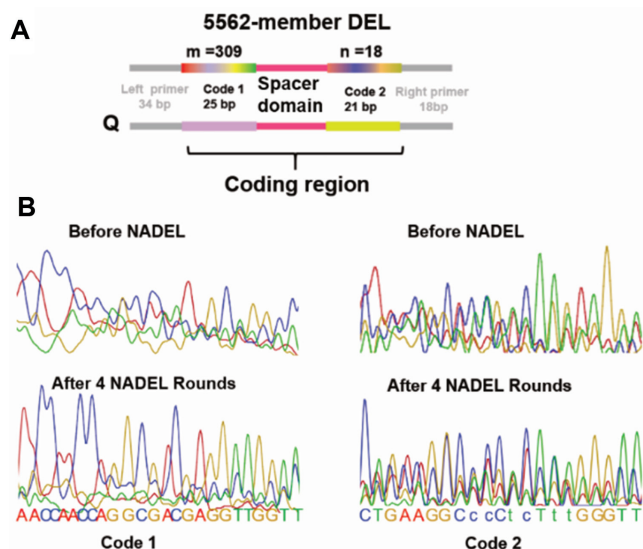 A
5562-member DEL
m =309
n =18
Left primer
34 bp
Code 1
25 bp
Spacer
domain
Code 2
21 bp
Right primer
18bp
Q
Coding region
B
Before NADEL
Before NADEL
After 4 NADEL Rounds
After 4 NADEL Rounds
AACCAACCAGGCGACGAGGTTGGTT
CTGAAGGCccCtcTttGGGTT
Code 1
Code 2